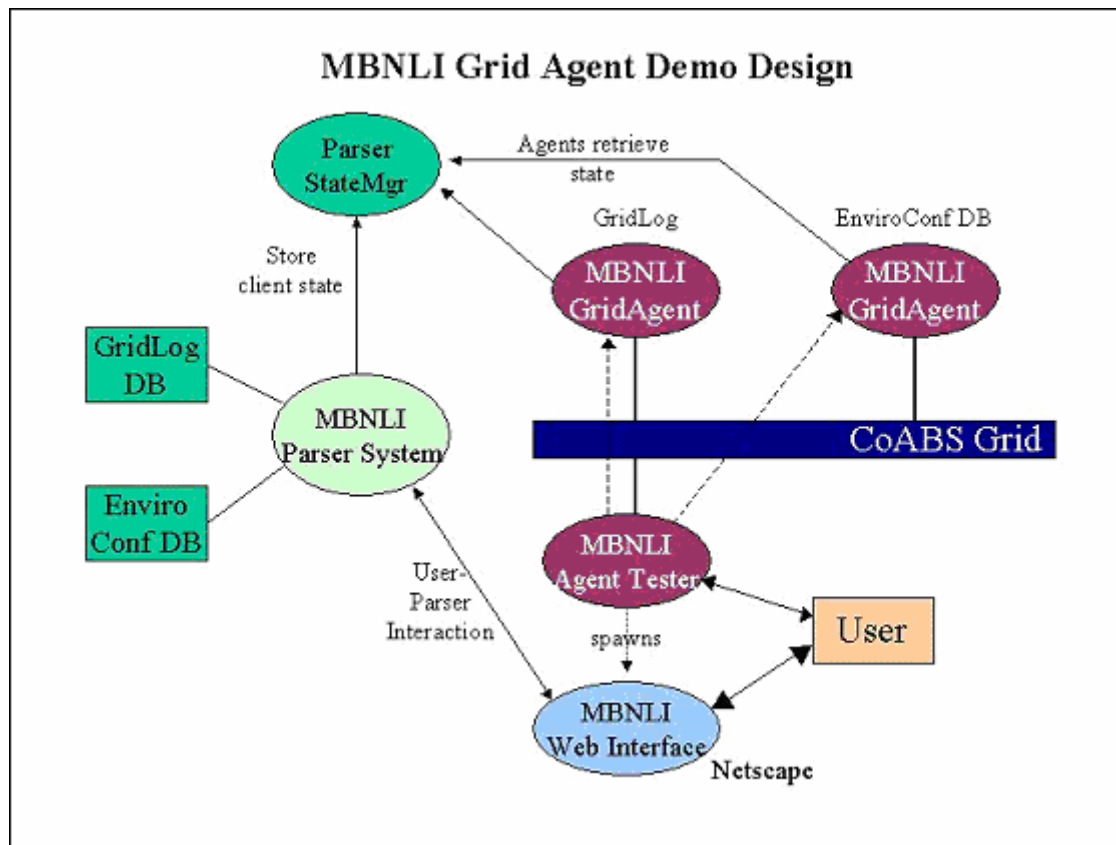 MBNLI Grid Agent Demo Design
Parser
StateMgr
Agents retrieve
state
GridLog
EnviroConf DB
MBNLI
GridAgent
MBNLI
GridAgent
Store
client state
GridLog
DB
MBNLI
Parser System
CoABS Grid
Enviro
Conf DB
MBNLI
Agent Tester
User-
Parser
Interaction
User
spawns
MBNLI
Web Interface
Netscape